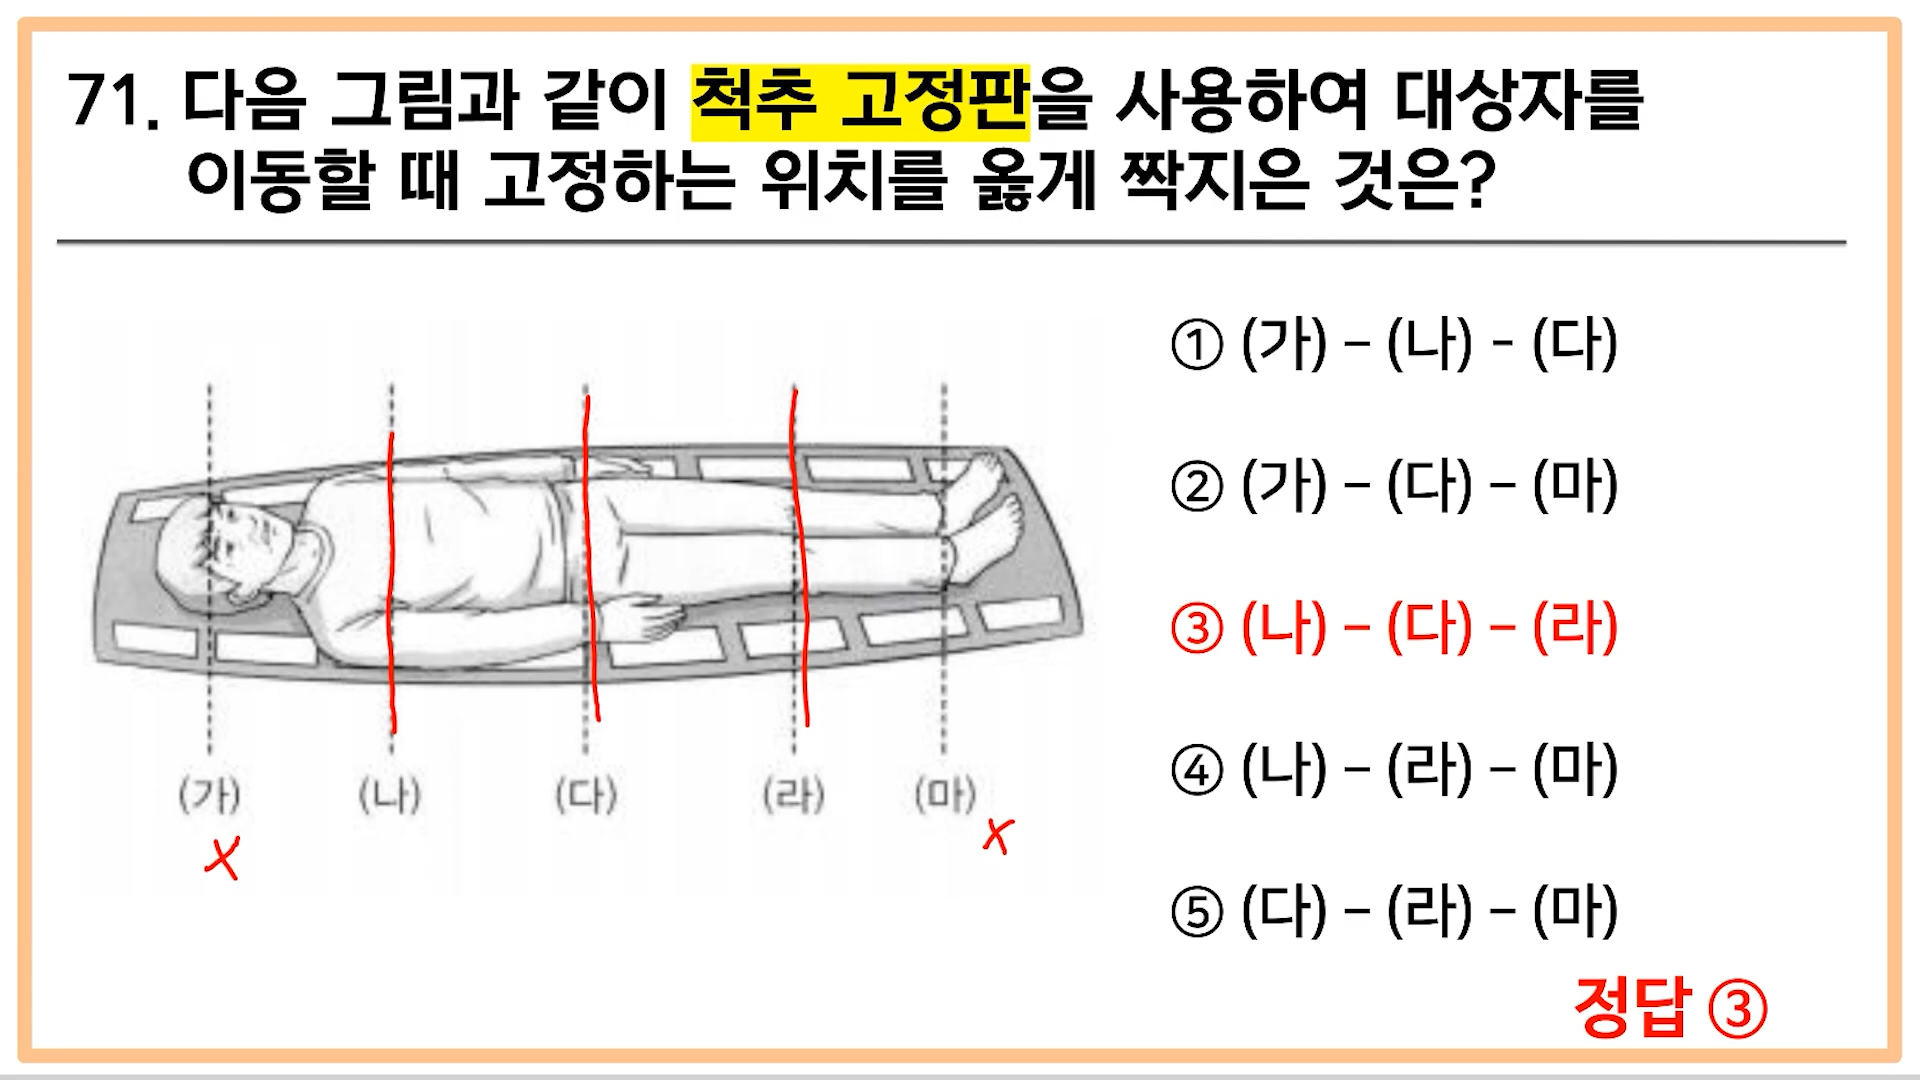 71. 다음 그림과 같이 척추 고정판을 사용하여 대상자를
이동할 때 고정하는 위치를 옳게 짝지은 것은?
(가)
(나)
(다)
(라)
(마)
X
X
① (가) – (나) - (다)
② (가) – (다) – (마)
③ (나) – (다) – (라)
④ (나) – (라) – (마)
⑤ (다) – (라) – (마)
정답 ③